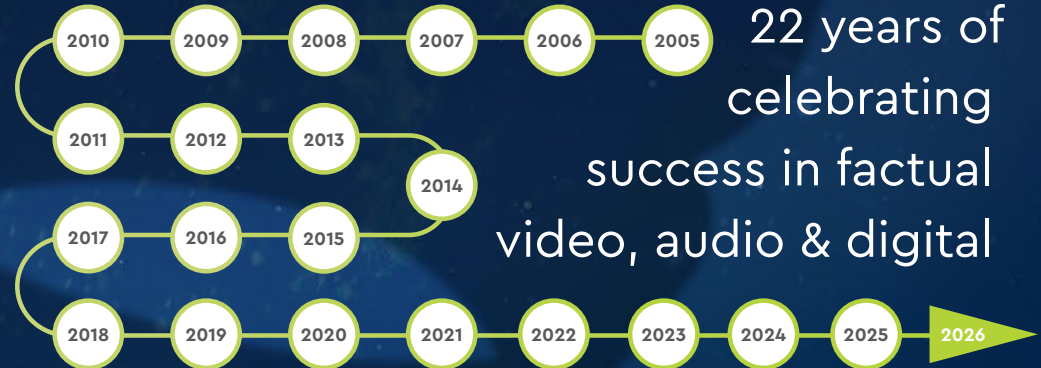 2010 2009 2008 2007 2006 2005
22 years of
celebrating
success in factual
video, audio & digital
2011 2012 2013
2014
2017 2016 2015
2018 2019 2020 2021 2022 2023 2024 2025 2026